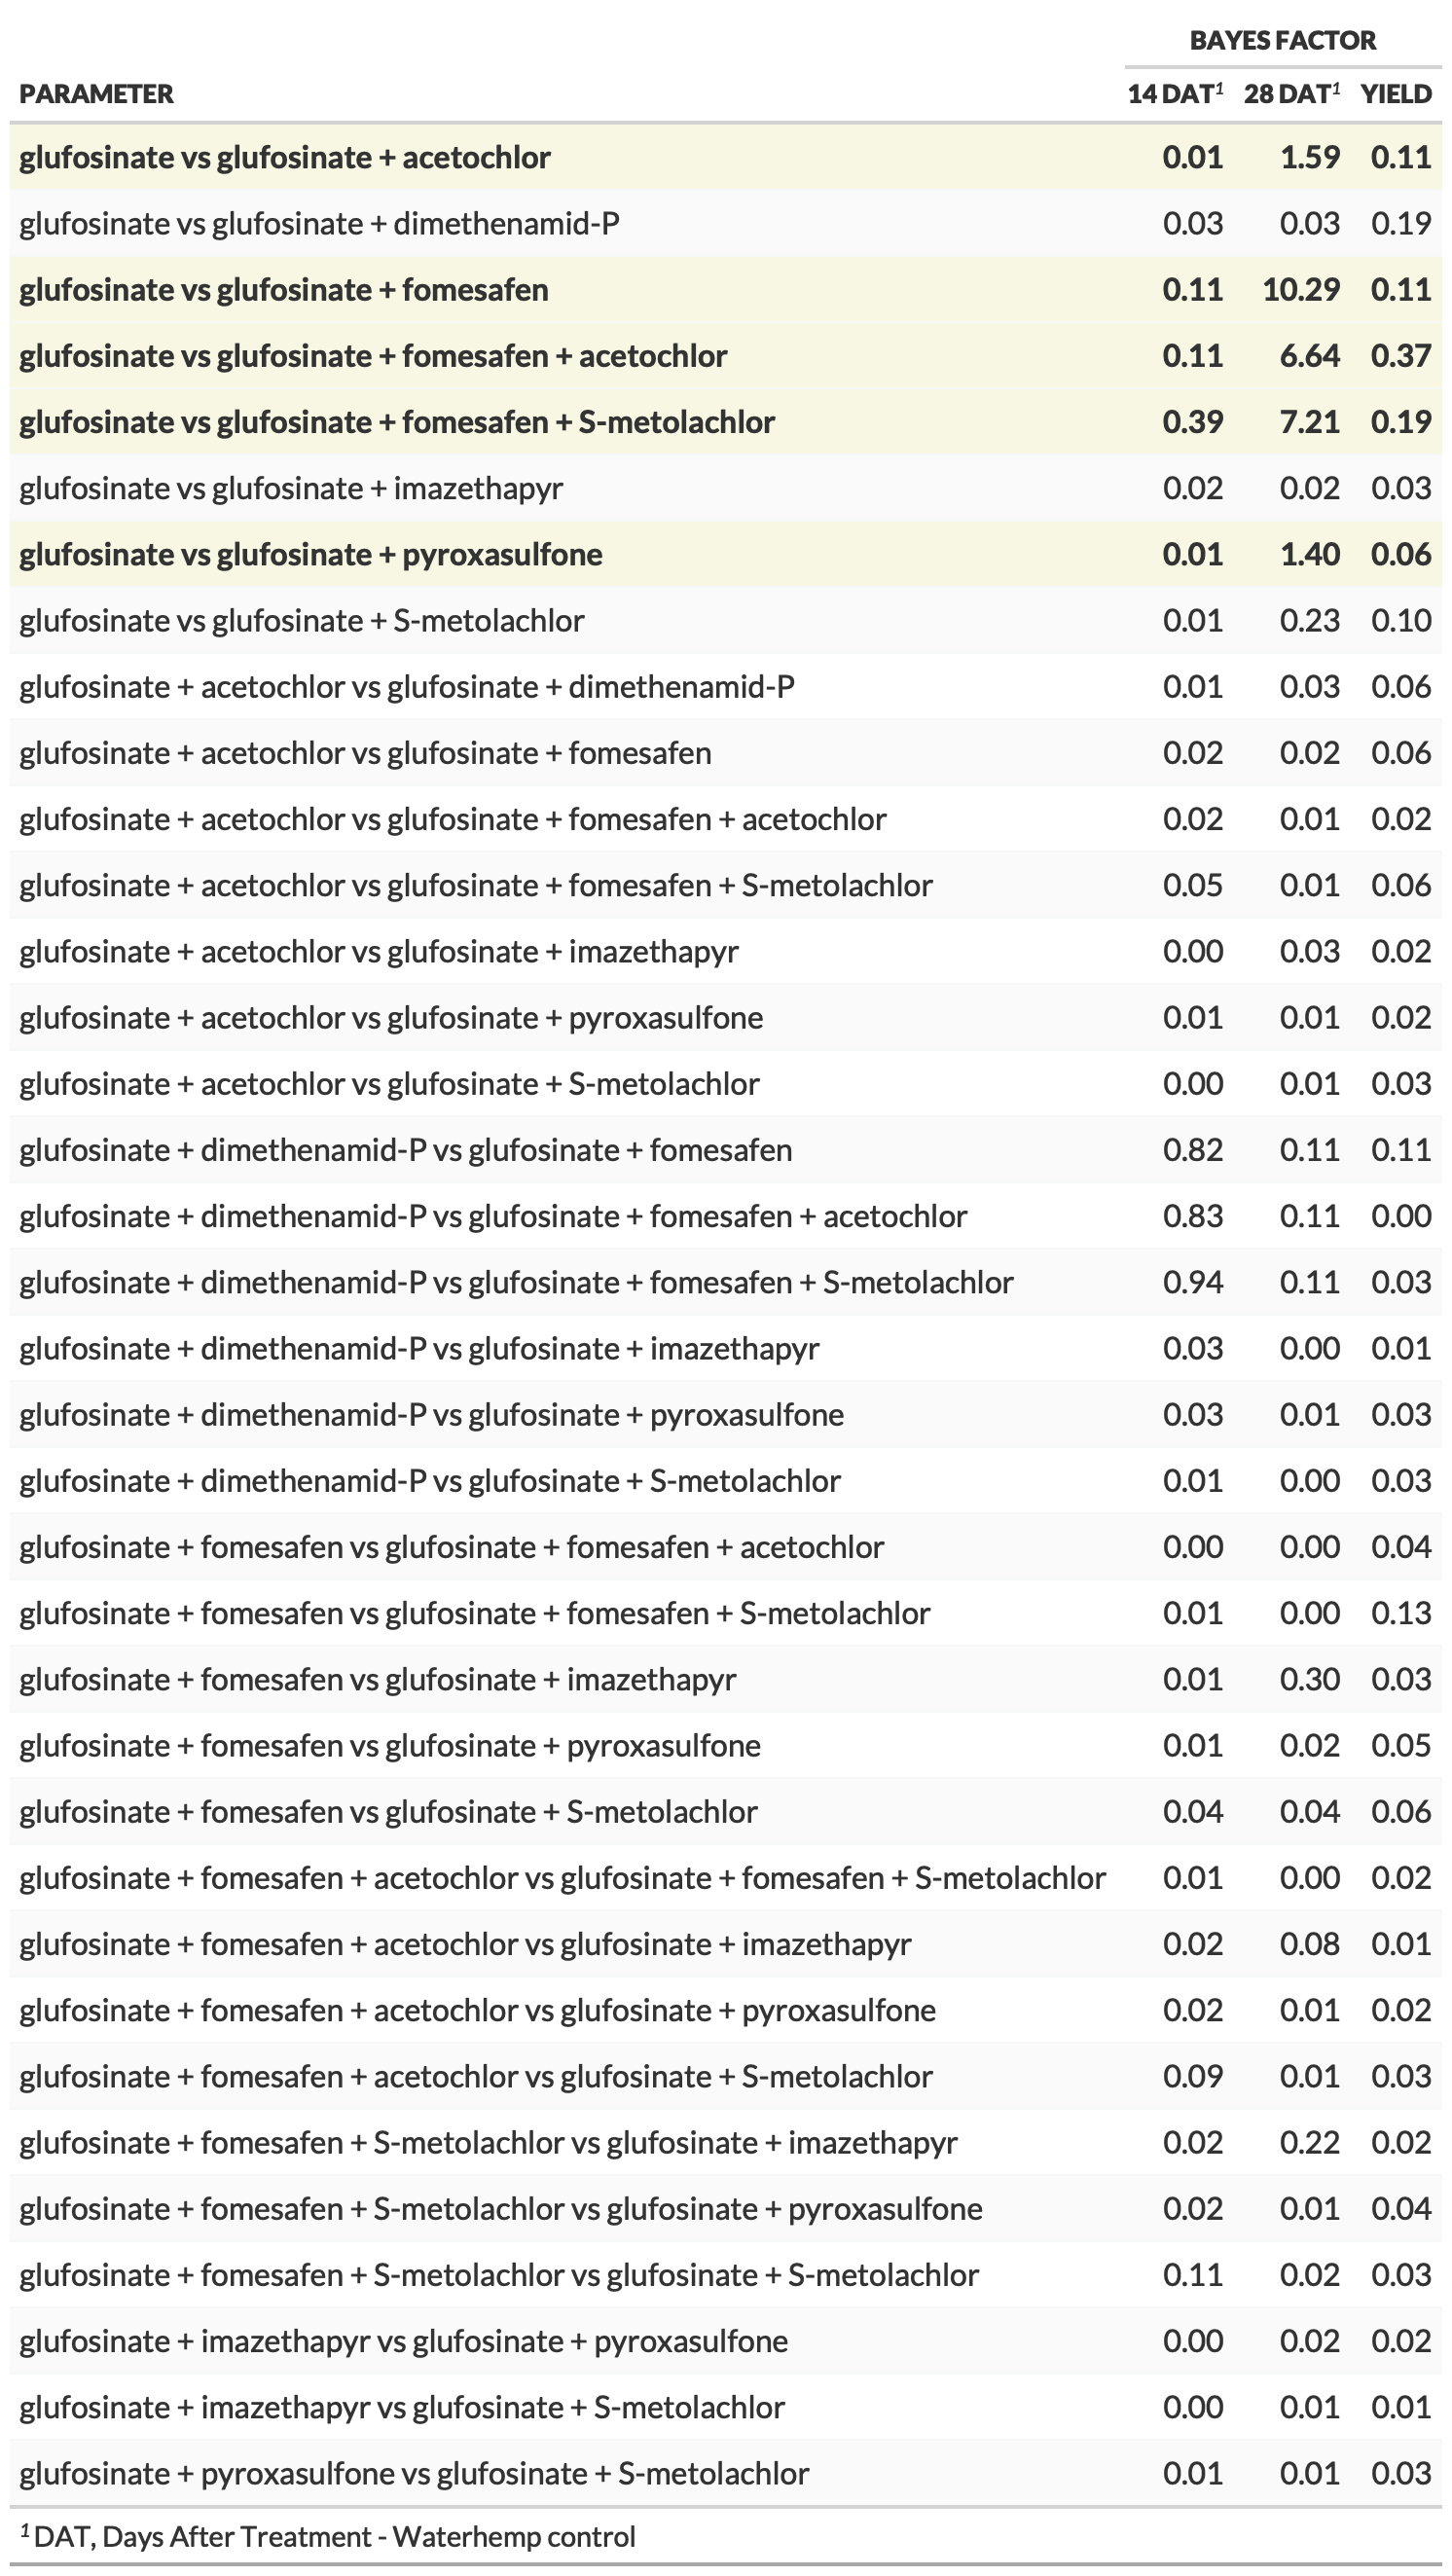 BAYES FACTOR
PARAMETER 14 DAT¹ 28 DAT¹ YIELD
glufosinate vs glufosinate + acetochlor 0.01 1.59 0.11
glufosinate vs glufosinate + dimethenamid-P 0.03 0.03 0.19
glufosinate vs glufosinate + fomesafen 0.11 10.29 0.11
glufosinate vs glufosinate + fomesafen + acetochlor 0.11 6.64 0.37
glufosinate vs glufosinate + fomesafen + S-metolachlor 0.39 7.21 0.19
glufosinate vs glufosinate + imazethapyr 0.02 0.02 0.03
glufosinate vs glufosinate + pyroxasulfone 0.01 1.40 0.06
glufosinate vs glufosinate + S-metolachlor 0.01 0.23 0.10
glufosinate + acetochlor vs glufosinate + dimethenamid-P 0.01 0.03 0.06
glufosinate + acetochlor vs glufosinate + fomesafen 0.02 0.02 0.06
glufosinate + acetochlor vs glufosinate + fomesafen + acetochlor 0.02 0.01 0.02
glufosinate + acetochlor vs glufosinate + fomesafen + S-metolachlor 0.05 0.01 0.06
glufosinate + acetochlor vs glufosinate + imazethapyr 0.00 0.03 0.02
glufosinate + acetochlor vs glufosinate + pyroxasulfone 0.01 0.01 0.02
glufosinate + acetochlor vs glufosinate + S-metolachlor 0.00 0.01 0.03
glufosinate + dimethenamid-P vs glufosinate + fomesafen 0.82 0.11 0.11
glufosinate + dimethenamid-P vs glufosinate + fomesafen + acetochlor 0.83 0.11 0.00
glufosinate + dimethenamid-P vs glufosinate + fomesafen + S-metolachlor 0.94 0.11 0.03
glufosinate + dimethenamid-P vs glufosinate + imazethapyr 0.03 0.00 0.01
glufosinate + dimethenamid-P vs glufosinate + pyroxasulfone 0.03 0.01 0.03
glufosinate + dimethenamid-P vs glufosinate + S-metolachlor 0.01 0.00 0.03
glufosinate + fomesafen vs glufosinate + fomesafen + acetochlor 0.00 0.00 0.04
glufosinate + fomesafen vs glufosinate + fomesafen + S-metolachlor 0.01 0.00 0.13
glufosinate + fomesafen vs glufosinate + imazethapyr 0.01 0.30 0.03
glufosinate + fomesafen vs glufosinate + pyroxasulfone 0.01 0.02 0.05
glufosinate + fomesafen vs glufosinate + S-metolachlor 0.04 0.04 0.06
glufosinate + fomesafen + acetochlor vs glufosinate + fomesafen + S-metolachlor 0.01 0.00 0.02
glufosinate + fomesafen + acetochlor vs glufosinate + imazethapyr 0.02 0.08 0.01
glufosinate + fomesafen + acetochlor vs glufosinate + pyroxasulfone 0.02 0.01 0.02
glufosinate + fomesafen + acetochlor vs glufosinate + S-metolachlor 0.09 0.01 0.03
glufosinate + fomesafen + S-metolachlor vs glufosinate + imazethapyr 0.02 0.22 0.02
glufosinate + fomesafen + S-metolachlor vs glufosinate + pyroxasulfone 0.02 0.01 0.04
glufosinate + fomesafen + S-metolachlor vs glufosinate + S-metolachlor 0.11 0.02 0.03
glufosinate + imazethapyr vs glufosinate + pyroxasulfone 0.00 0.02 0.02
glufosinate + imazethapyr vs glufosinate + S-metolachlor 0.00 0.01 0.01
glufosinate + pyroxasulfone vs glufosinate + S-metolachlor 0.01 0.01 0.03
¹ DAT, Days After Treatment - Waterhemp control